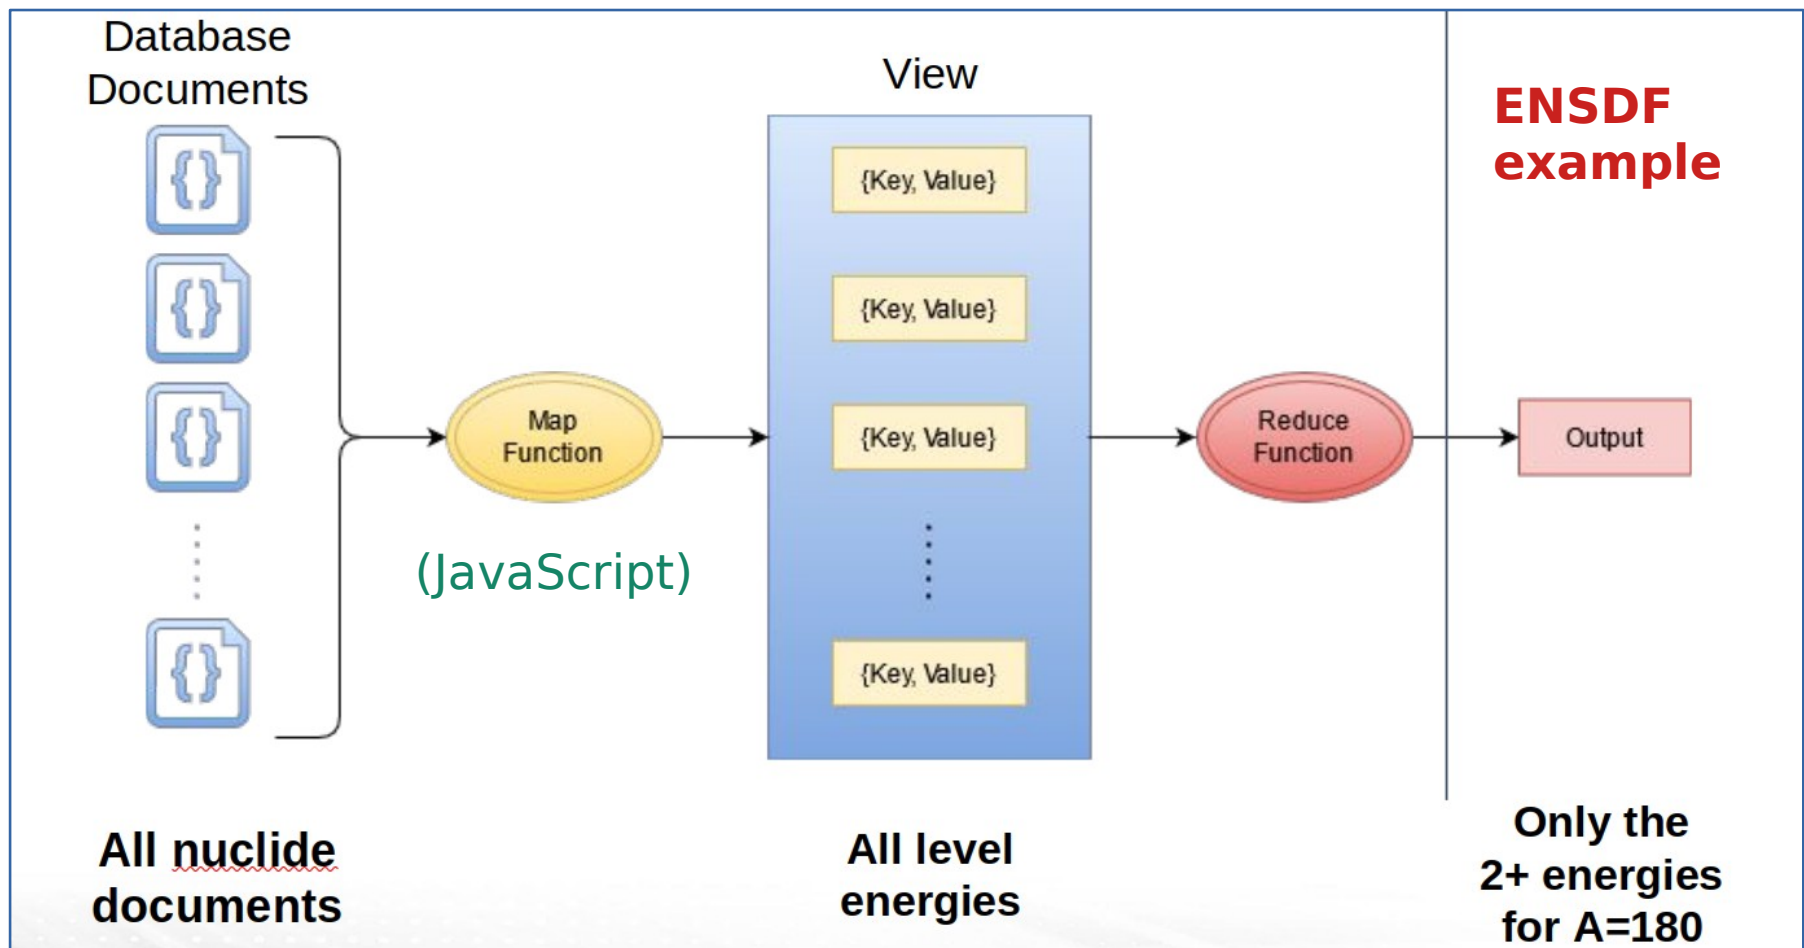 Database
Documents
{}
{}
{}
{}
Map
Function
(JavaScript)
View
{Key, Value}
{Key, Value}
{Key, Value}
{Key, Value}
Reduce
Function
ENSDF
example
Output
All nuclide
documents
All level
energies
Only the
2+ energies
for A=180